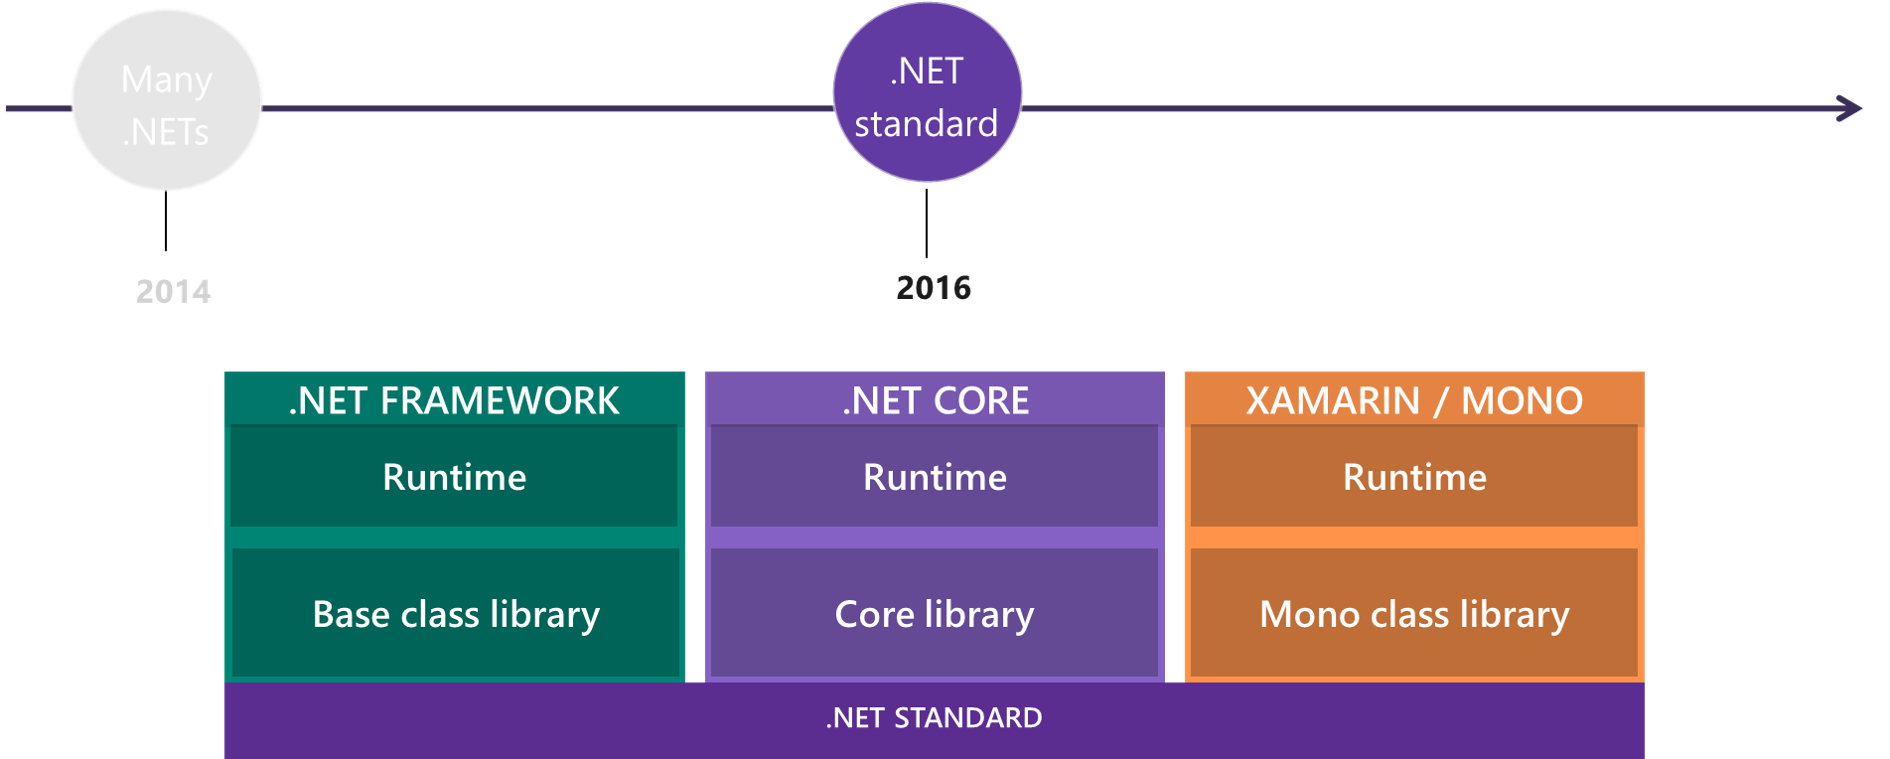 Many
.NETs
.NET
standard
2014
2016
.NET FRAMEWORK
.NET CORE
XAMARIN / MONO
Runtime
Runtime
Runtime
Base class library
Core library
Mono class library
.NET STANDARD